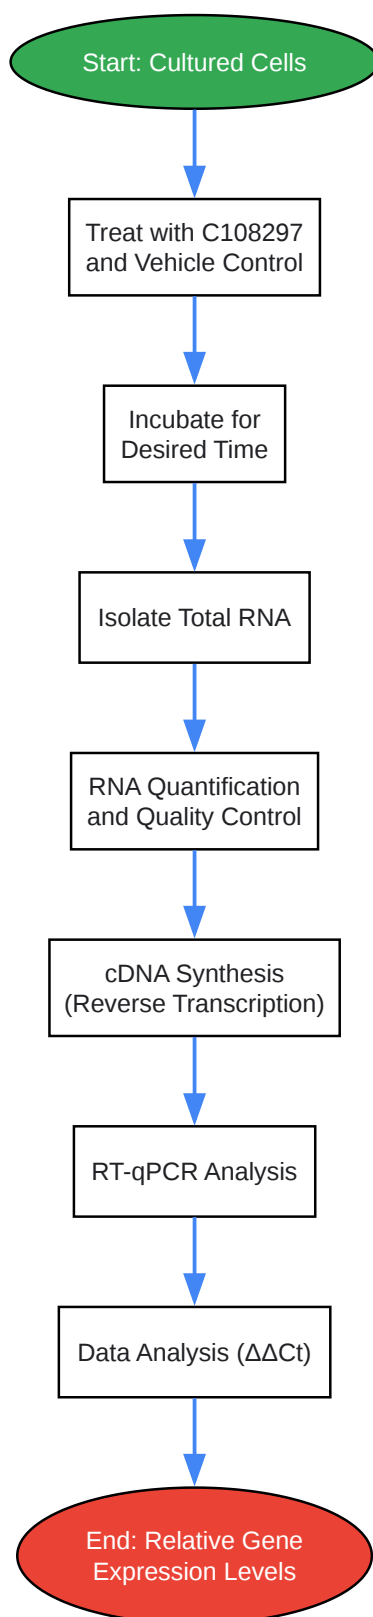 Start: Cultured Cells
Treat with C108297
and Vehicle Control
Incubate for
Desired Time
Isolate Total RNA
RNA Quantification
and Quality Control
cDNA Synthesis
(Reverse Transcription)
RT-qPCR Analysis
Data Analysis (ΔΔCt)
End: Relative Gene
Expression Levels